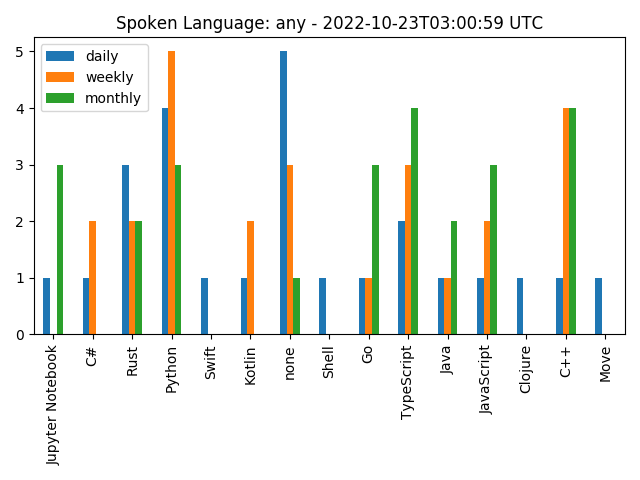 Spoken Language: any - 2022-10-23T03:00:59 UTC
daily
weekly
monthly
5
4
3
2
1
0
Jupyter Notebook
C#
Rust
Python
Swift
Kotlin
none
Shell
Go
TypeScript
Java
JavaScript
Clojure
C++
Move